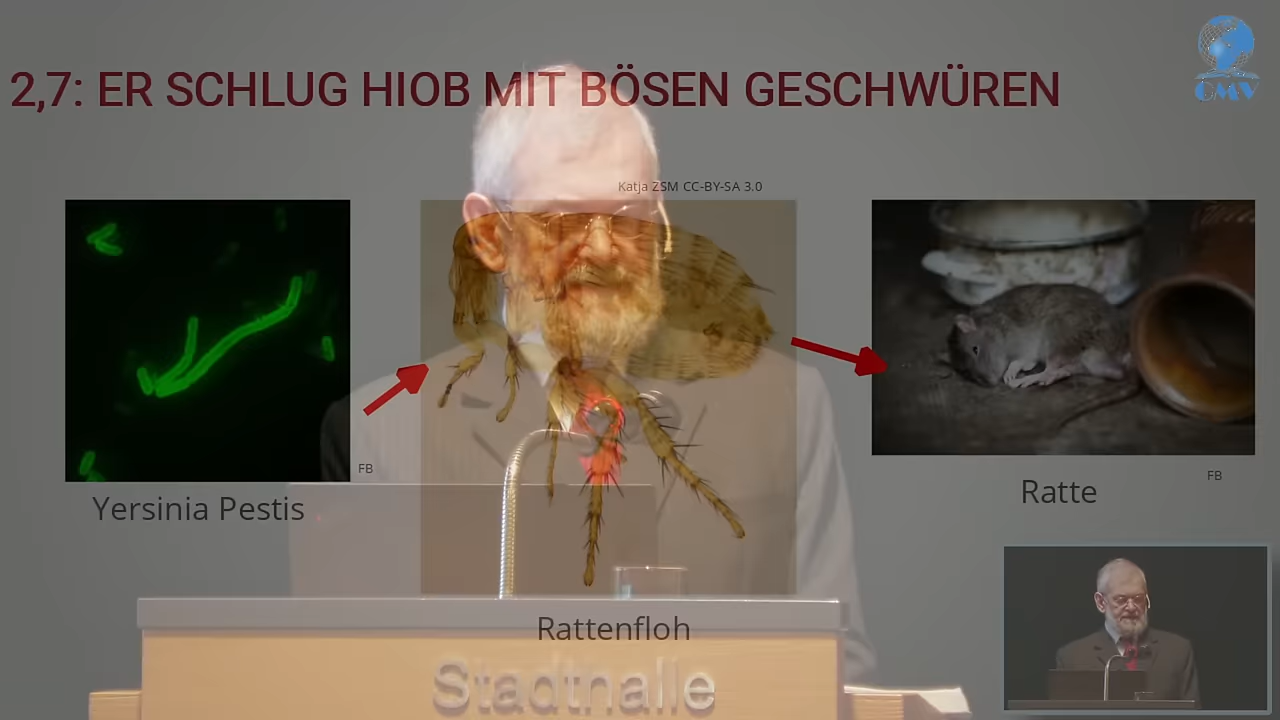 2,7: ER SCHLUG HIOB MIT BÖSEN GESCHWÜREN
CMV
Katja ZSM CC-BY-SA 3.0
FB
Yersinia Pestis
FB
Ratte
Rattenfloh
Stadthalle